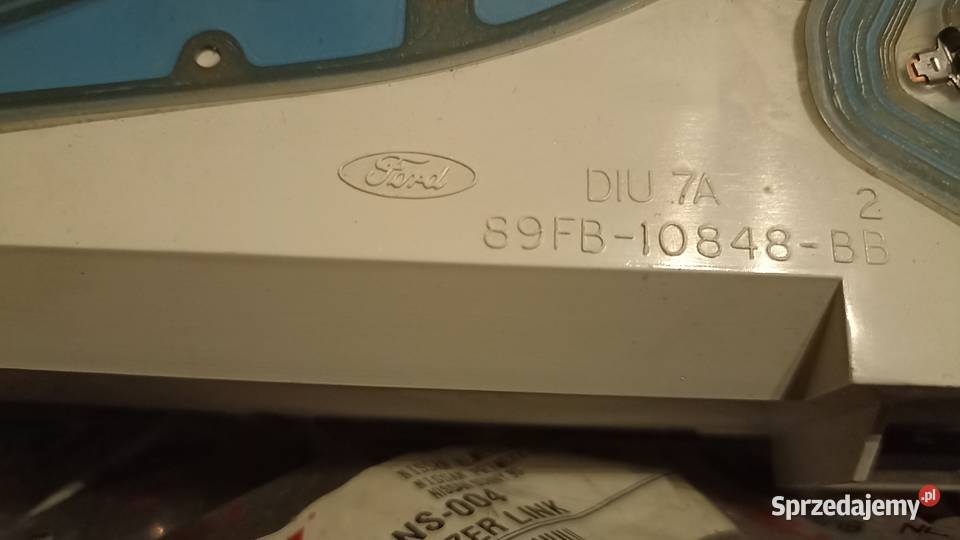 Ford
DIU 7A 2
89FB-10848-BB
NS-004
ZER LINK
Sprzedajemy.pl